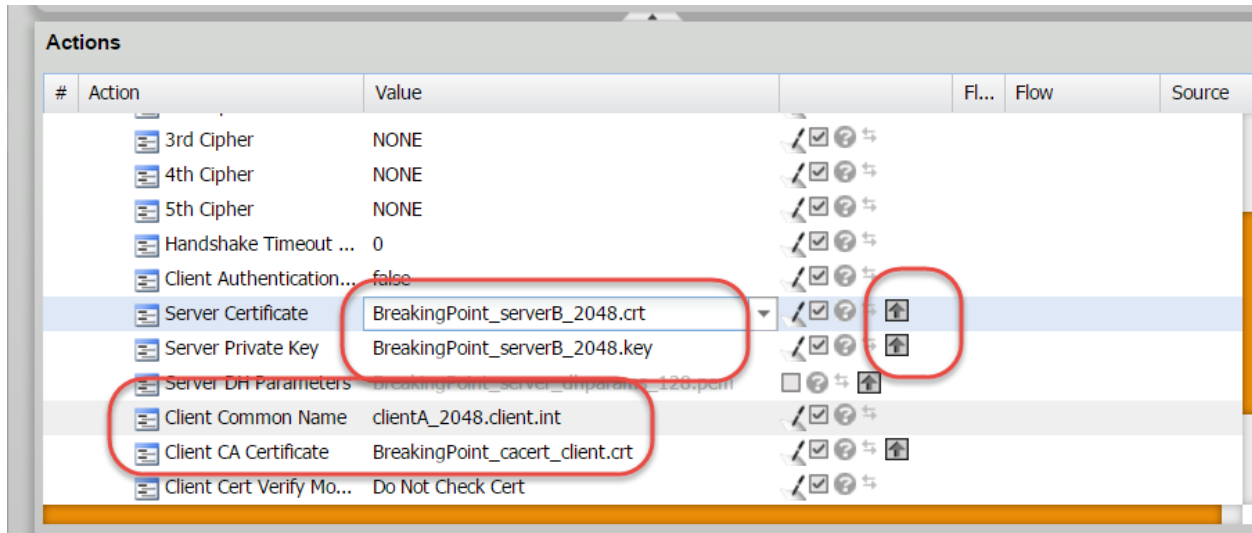 Actions
# Action Value Fl... Flow Source
3rd Cipher NONE
4th Cipher NONE
5th Cipher NONE
Handshake Timeout ... 0
Client Authentication... false
Server Certificate BreakingPoint_serverB_2048.crt
Server Private Key BreakingPoint_serverB_2048.key
Server DH Parameters BreakingPoint_server_dhparams_128.pem
Client Common Name clientA_2048.client.int
Client CA Certificate BreakingPoint_cacert_client.crt
Client Cert Verify Mo... Do Not Check Cert